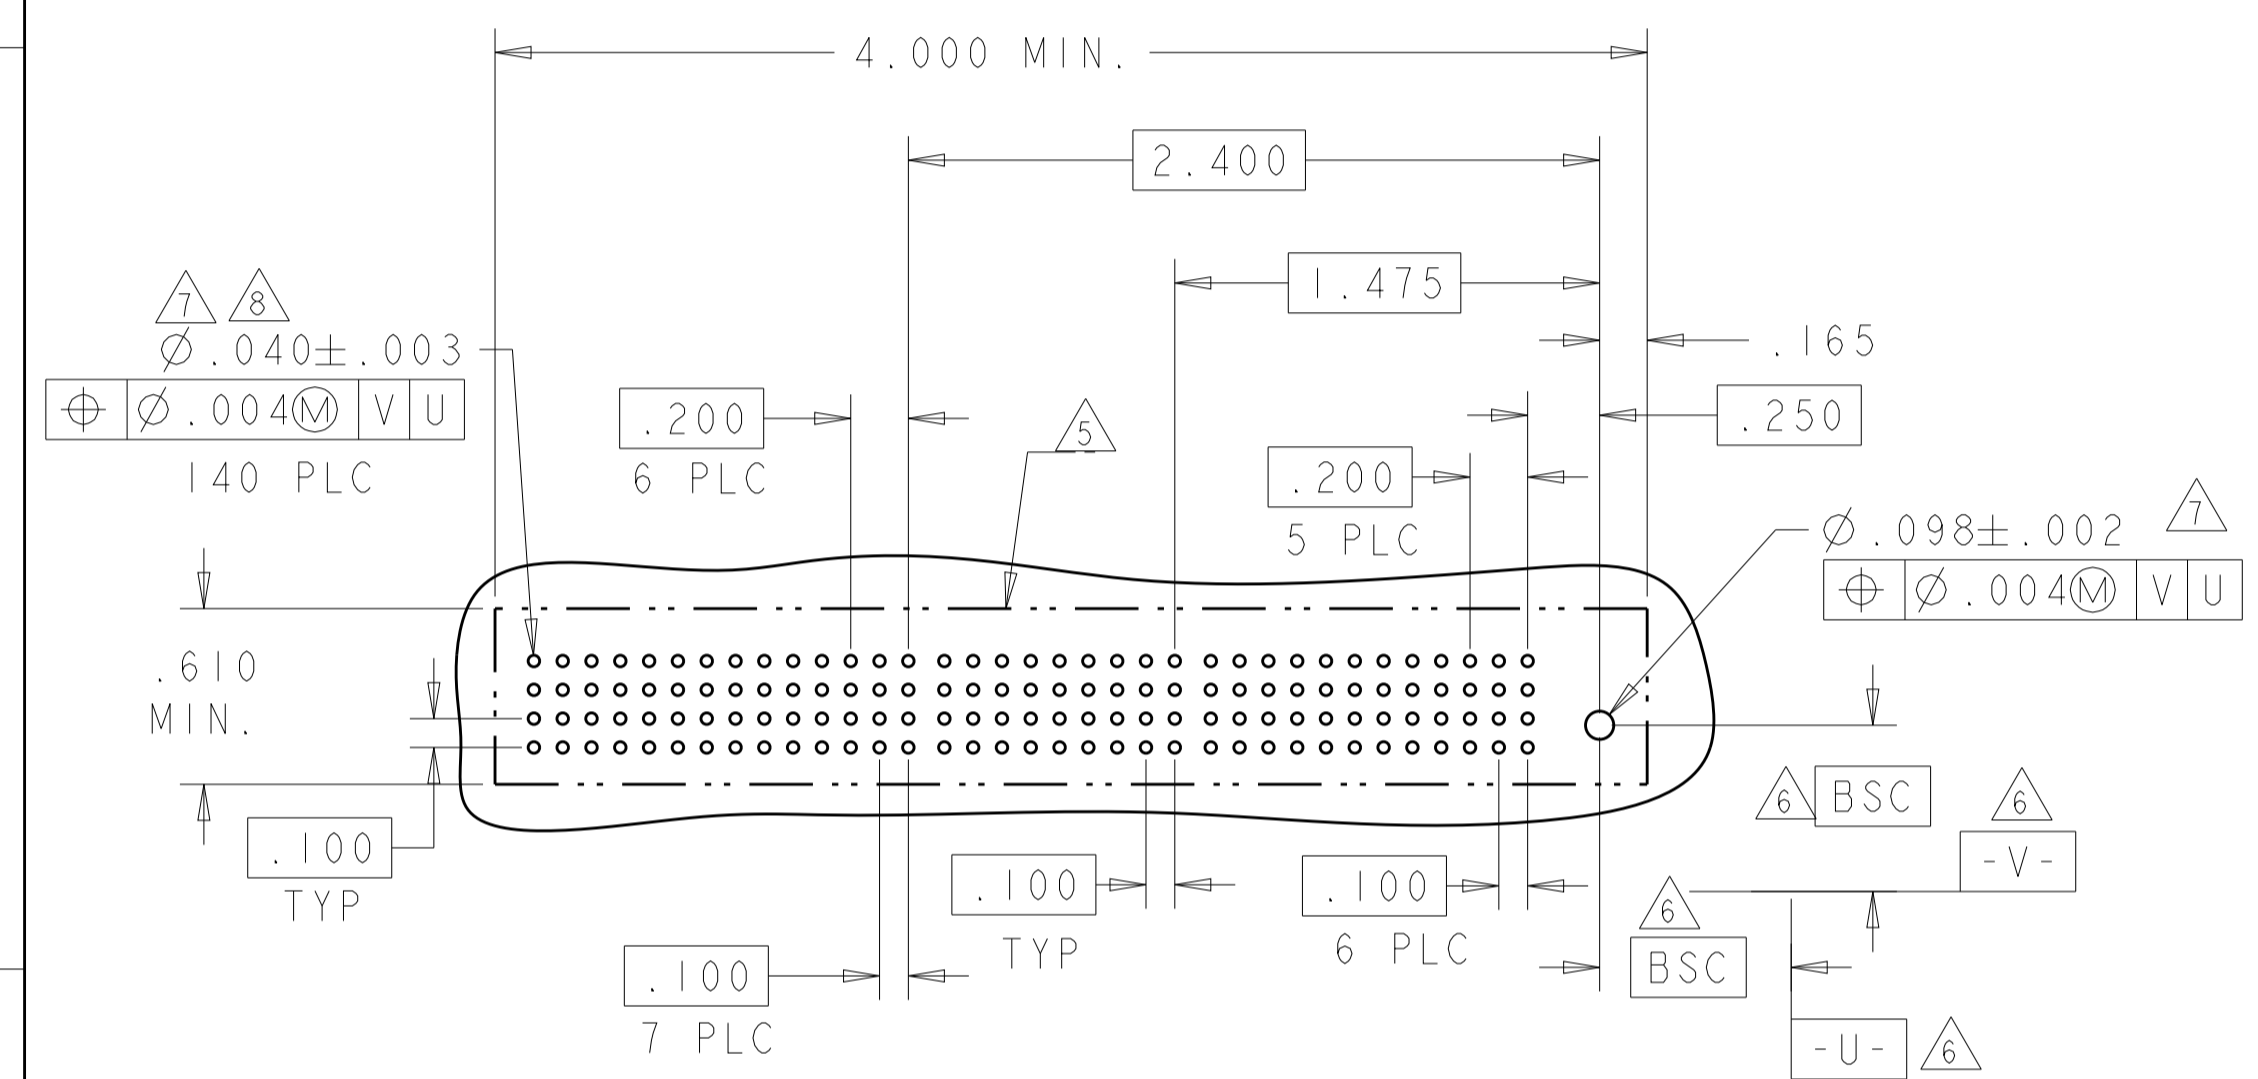 4.000 MIN.
2.400
1.475
.165
7 8
Ø.040±.003
⌖ Ø.004Ⓜ V U
140 PLC
.200
6 PLC
5
.250
.200
5 PLC
Ø.098±.002 7
⌖ Ø.004Ⓜ V U
.610
MIN.
6 BSC
6
-V-
.100
TYP
.100
TYP
.100
6 PLC
6
BSC
.100
7 PLC
-U- 6